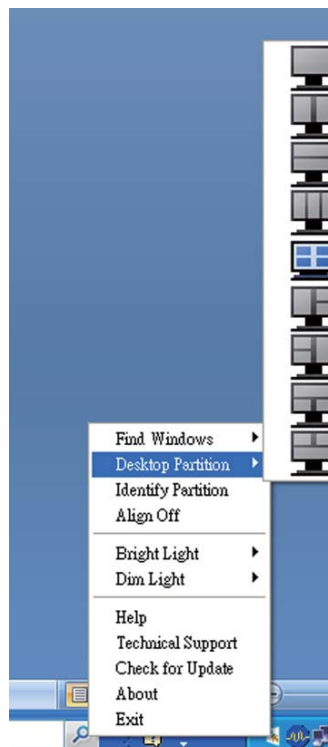 Find Windows
Desktop Partition
Identify Partition
Align Off
Bright Light
Dim Light
Help
Technical Support
Check for Update
About
Exit